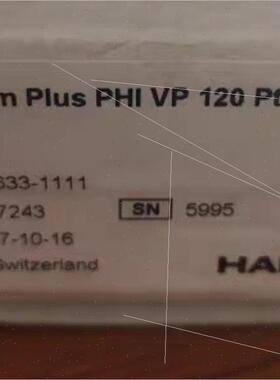 m Plus PHI VP 120 P
633-1111
7243 SN 5995
7-10-16
Switzerland HA